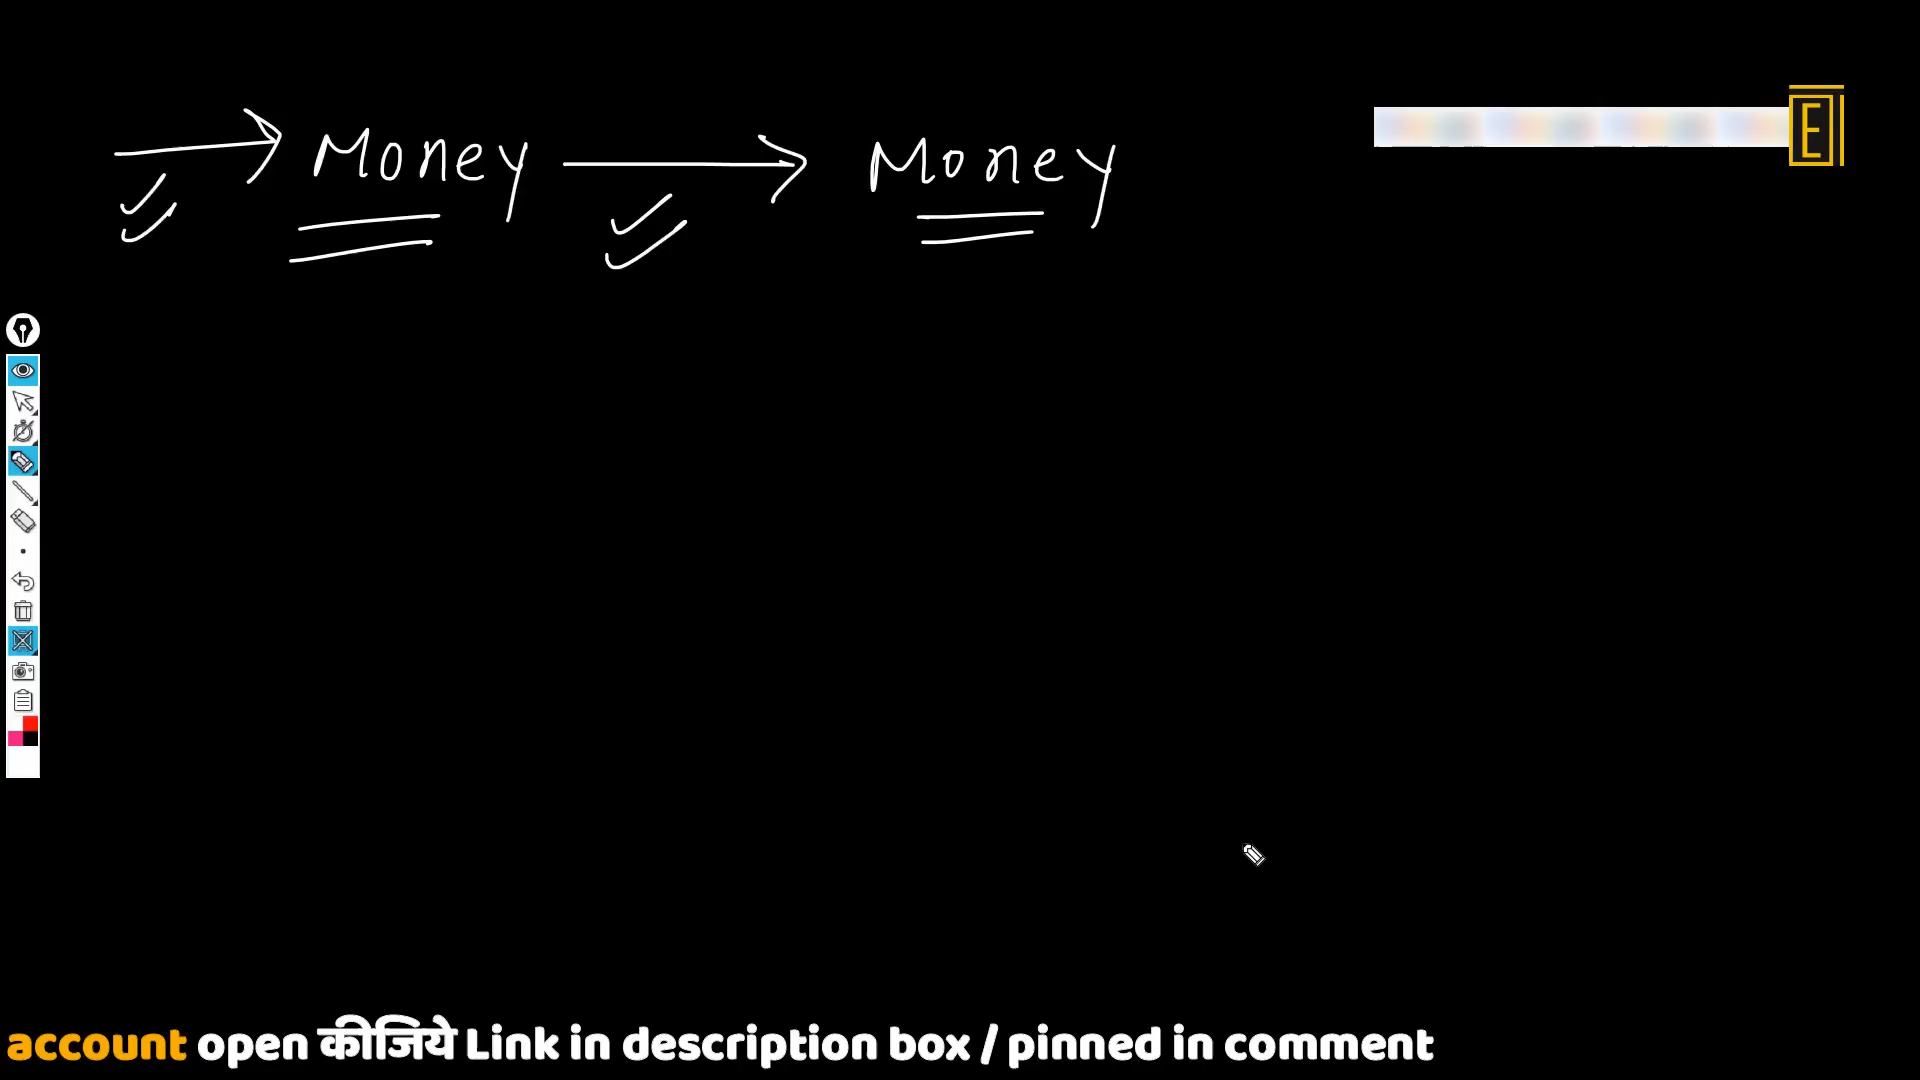 Money Money
E
account open कीजिये Link in description box / pinned in comment